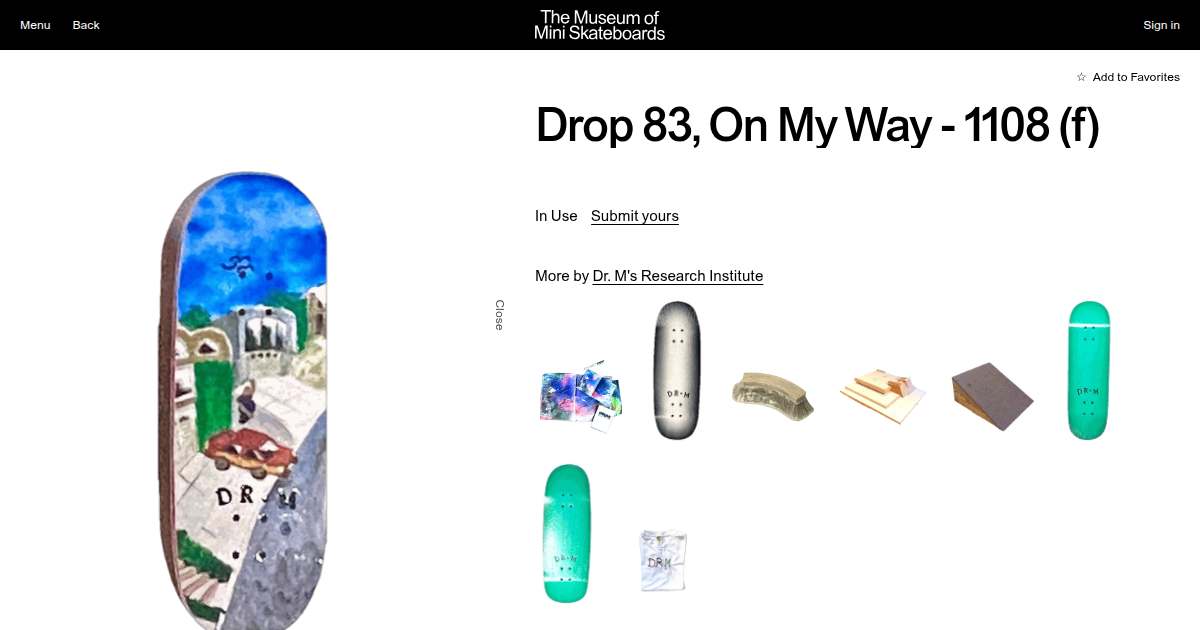 Menu
Back
The Museum of
Mini Skateboards
Sign in
☆ Add to Favorites
Drop 83, On My Way - 1108 (f)
In Use Submit yours
More by Dr. M's Research Institute
Close
DR·M
DR·M
DR·M
DR·M
DRM